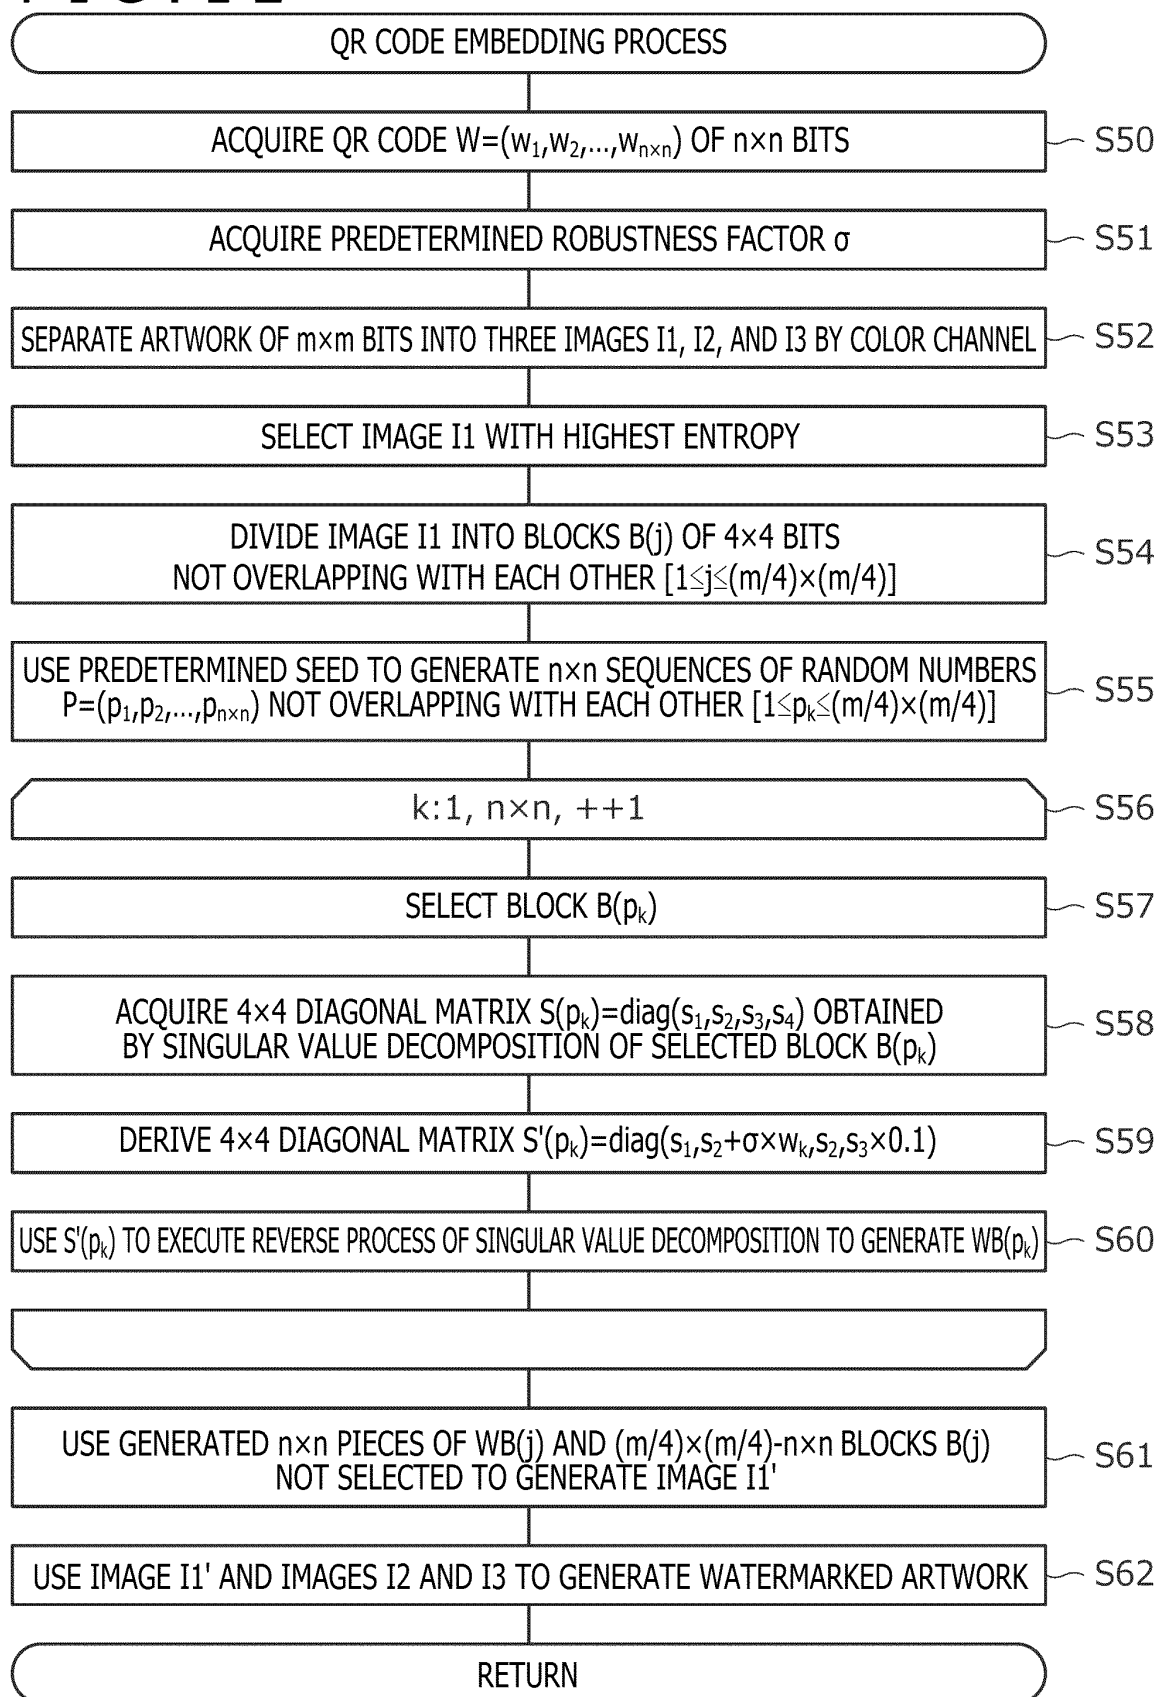 QR CODE EMBEDDING PROCESS
ACQUIRE QR CODE W=(w₁,w₂,...,wₙₓₙ) OF n×n BITS
S50
ACQUIRE PREDETERMINED ROBUSTNESS FACTOR σ
S51
SEPARATE ARTWORK OF m×m BITS INTO THREE IMAGES I1, I2, AND I3 BY COLOR CHANNEL
S52
SELECT IMAGE I1 WITH HIGHEST ENTROPY
S53
DIVIDE IMAGE I1 INTO BLOCKS B(j) OF 4×4 BITS
NOT OVERLAPPING WITH EACH OTHER [1≤j≤(m/4)×(m/4)]
S54
USE PREDETERMINED SEED TO GENERATE n×n SEQUENCES OF RANDOM NUMBERS
P=(p₁,p₂,...,pₙₓₙ) NOT OVERLAPPING WITH EACH OTHER [1≤pₖ≤(m/4)×(m/4)]
S55
k:1, n×n, ++1
S56
SELECT BLOCK B(pₖ)
S57
ACQUIRE 4×4 DIAGONAL MATRIX S(pₖ)=diag(s₁,s₂,s₃,s₄) OBTAINED
BY SINGULAR VALUE DECOMPOSITION OF SELECTED BLOCK B(pₖ)
S58
DERIVE 4×4 DIAGONAL MATRIX S'(pₖ)=diag(s₁,s₂+σ×wₖ,s₂,s₃×0.1)
S59
USE S'(pₖ) TO EXECUTE REVERSE PROCESS OF SINGULAR VALUE DECOMPOSITION TO GENERATE WB(pₖ)
S60
USE GENERATED n×n PIECES OF WB(j) AND (m/4)×(m/4)-n×n BLOCKS B(j)
NOT SELECTED TO GENERATE IMAGE I1'
S61
USE IMAGE I1' AND IMAGES I2 AND I3 TO GENERATE WATERMARKED ARTWORK
S62
RETURN